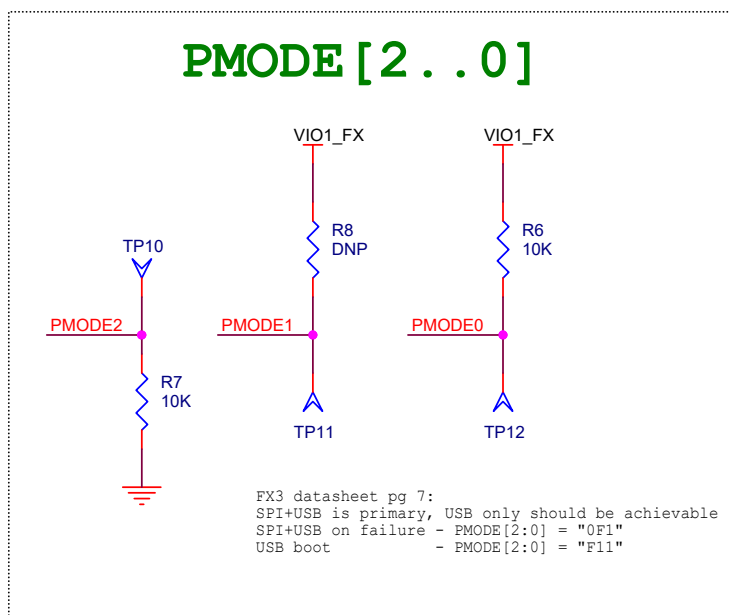 PMODE[2..0]
VIO1_FX
VIO1_FX
R8
DNP
R6
10K
TP10
PMODE2
PMODE1
PMODE0
R7
10K
TP11
TP12
FX3 datasheet pg 7:
SPI+USB is primary, USB only should be achievable
SPI+USB on failure - PMOD[2:0] = "0F1"
USB boot - PMOD[2:0] = "F11"